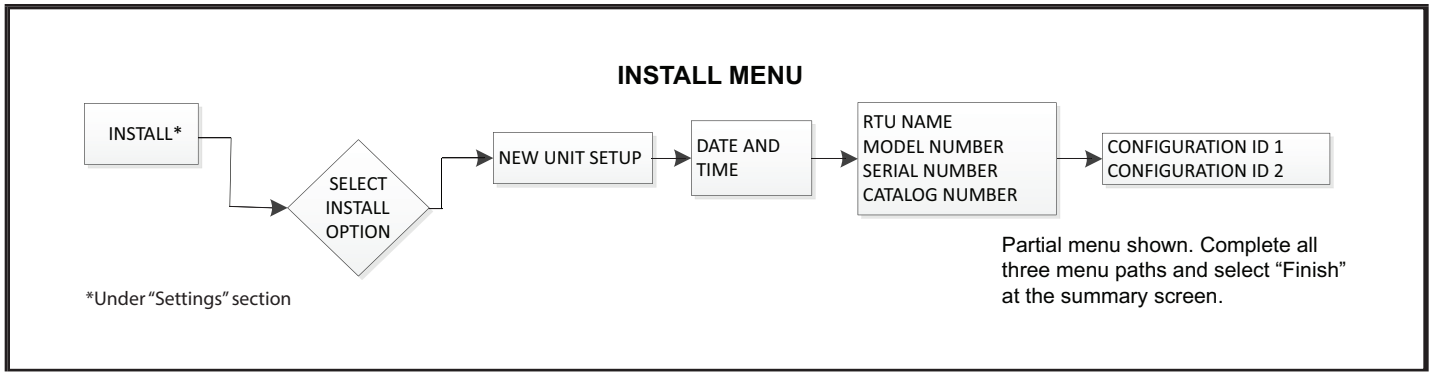 INSTALL MENU
INSTALL*
SELECT
INSTALL
OPTION
NEW UNIT SETUP
DATE AND
TIME
RTU NAME
MODEL NUMBER
SERIAL NUMBER
CATALOG NUMBER
CONFIGURATION ID 1
CONFIGURATION ID 2
Partial menu shown. Complete all
three menu paths and select “Finish”
at the summary screen.
*Under “Settings” section